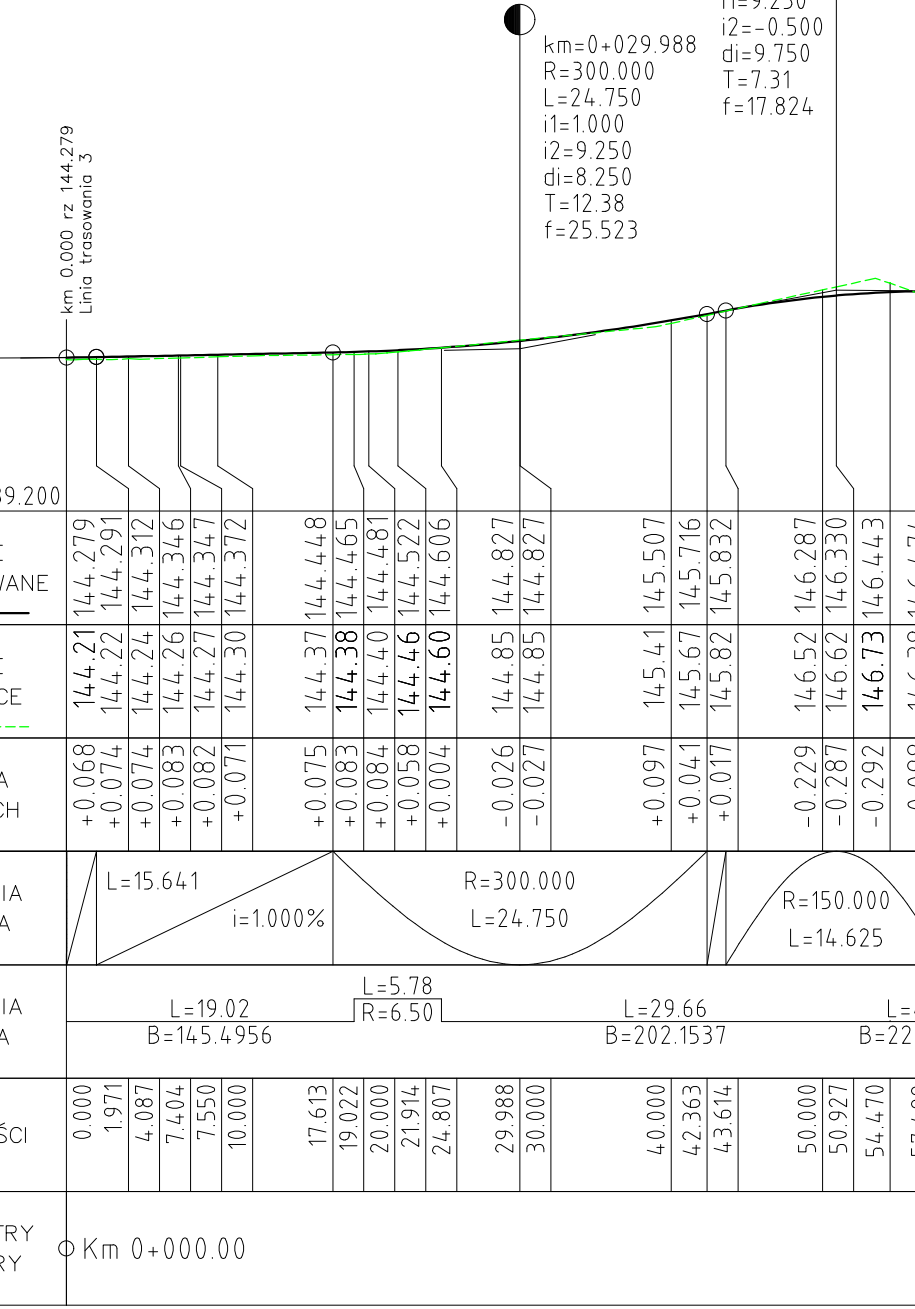 i2=-0.500
di=9.750
T=7.31
f=17.824
km=0+029.988
R=300.000
L=24.750
i1=1.000
i2=9.250
di=8.250
T=12.38
f=25.523
km 0.000 rz 144.279
Linia trasowania 3
9.200
WANE
144.279
144.291
144.312
144.346
144.347
144.372
144.448
144.465
144.481
144.522
144.606
144.827
144.827
145.507
145.716
145.832
146.287
146.330
146.443
CE
144.21
144.22
144.24
144.26
144.27
144.30
144.37
144.38
144.40
144.46
144.60
144.85
144.85
145.41
145.67
145.82
146.52
146.62
146.73
A
CH
+0.068
+0.074
+0.074
+0.083
+0.082
+0.071
+0.075
+0.083
+0.084
+0.058
+0.004
-0.026
-0.027
+0.097
+0.041
+0.017
-0.229
-0.287
-0.292
IA
A
L=15.641
i=1.000%
R=300.000
L=24.750
R=150.000
L=14.625
IA
A
L=19.02
B=145.4956
L=5.78
R=6.50
L=29.66
B=202.1537
L=
B=22
ŚCI
0.000
1.971
4.087
7.404
7.550
10.000
17.613
19.022
20.000
21.914
24.807
29.988
30.000
40.000
42.363
43.614
50.000
50.927
54.470
TRY
RY
Km 0+000.00